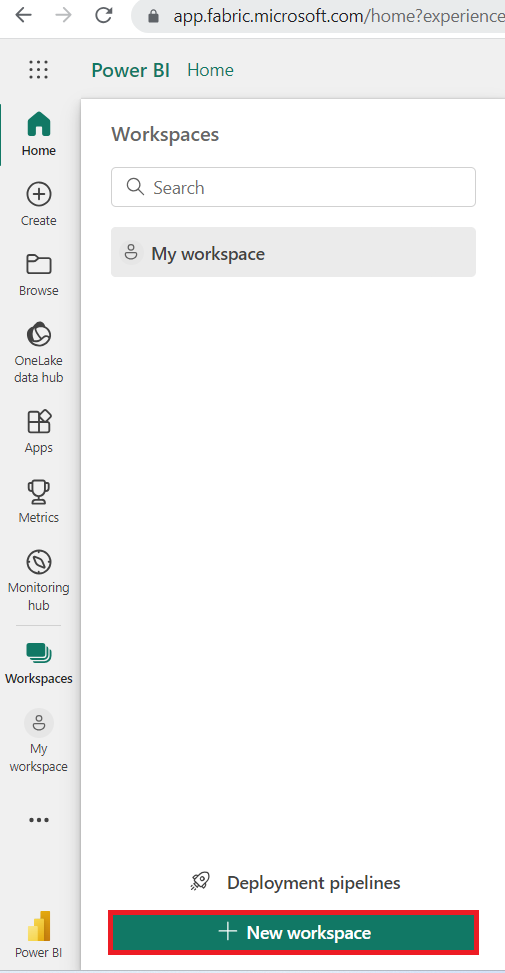 app.fabric.microsoft.com/home?experience
Power BI Home
Home
Create
Browse
OneLake
data hub
Apps
Metrics
Monitoring
hub
Workspaces
My
workspace
Power BI
Workspaces
Search
My workspace
Deployment pipelines
New workspace